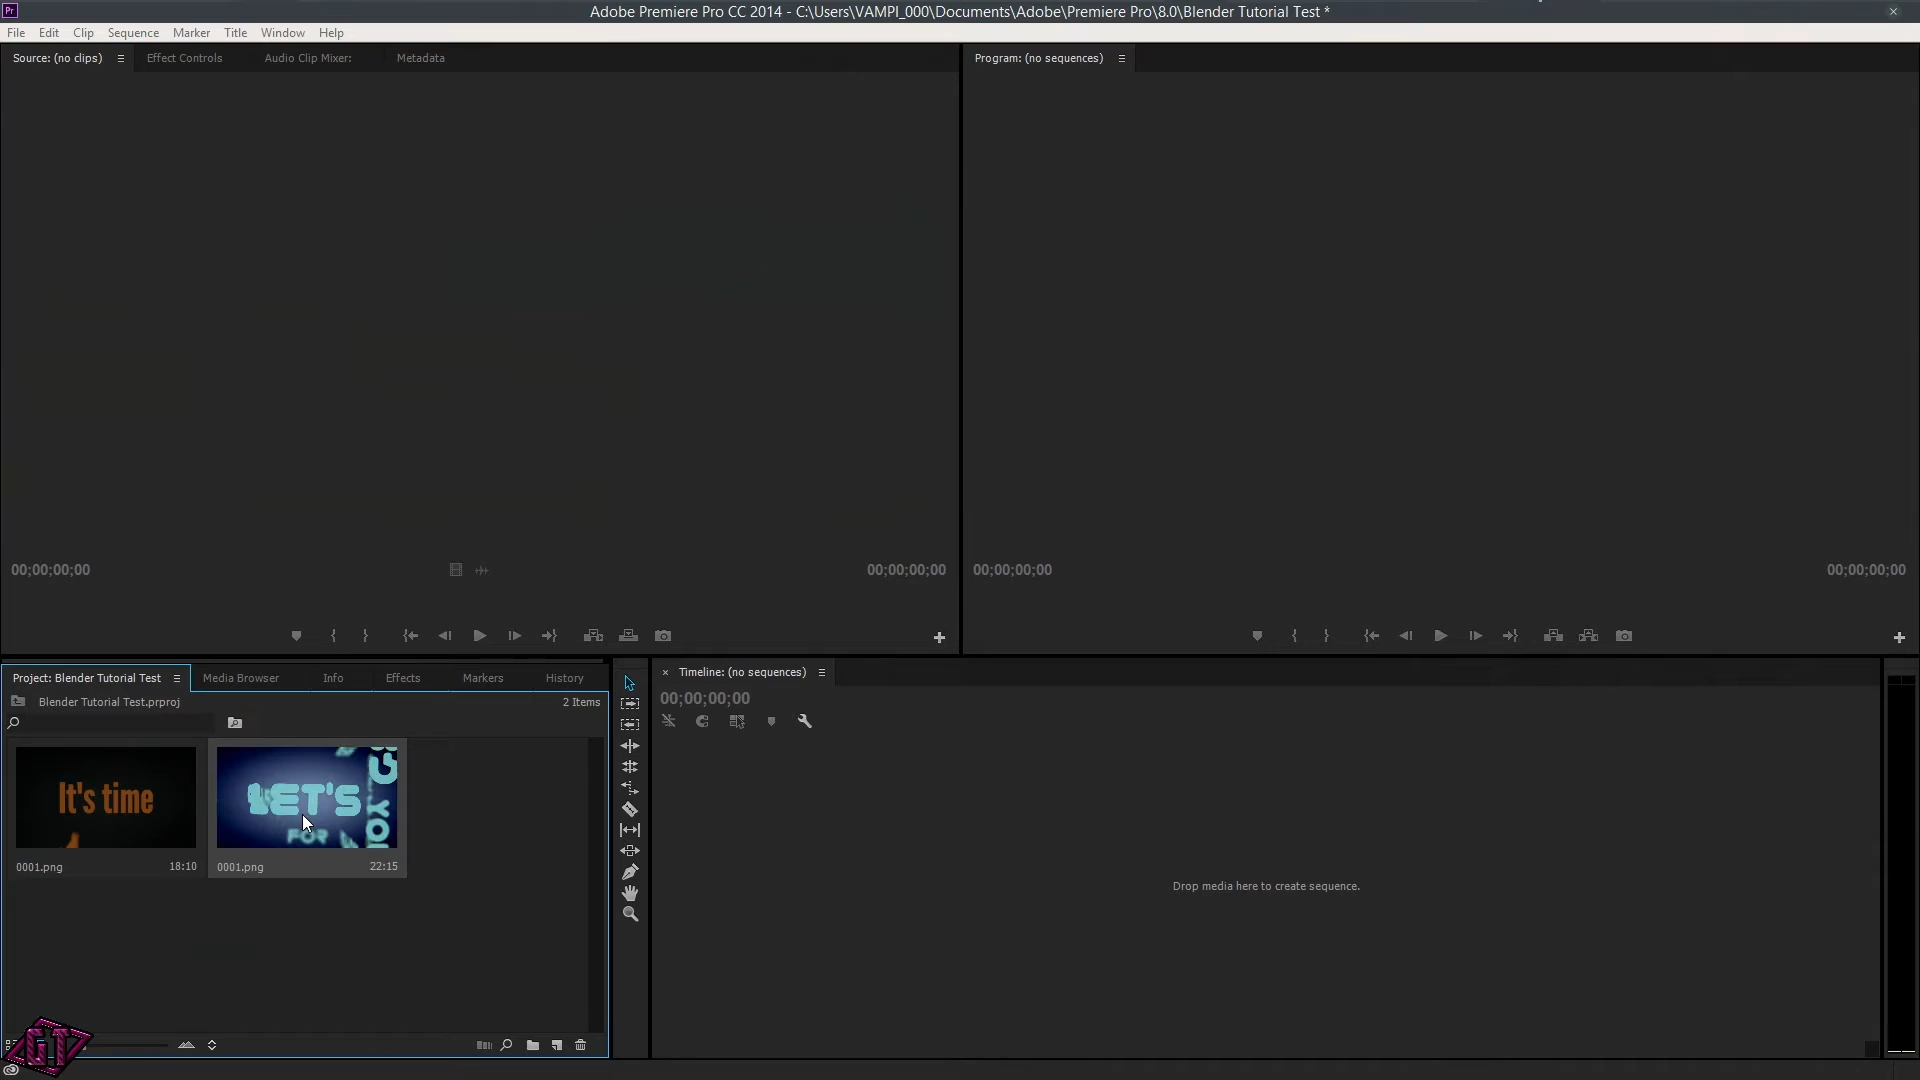 Pr
Adobe Premiere Pro CC 2014 - C:\Users\VAMPI_000\Documents\Adobe\Premiere Pro\8.0\Blender Tutorial Test *
File Edit Clip Sequence Marker Title Window Help
Source: (no clips) Effect Controls Audio Clip Mixer: Metadata
Program: (no sequences)
00;00;00;00 00;00;00;00
00;00;00;00 00;00;00;00
Project: Blender Tutorial Test Media Browser Info Effects Markers History
Blender Tutorial Test.prproj 2 Items
It's time
0001.png 18:10
LET'S
FOR
YOU
0001.png 22:15
Timeline: (no sequences)
00;00;00;00
Drop media here to create sequence.
GT